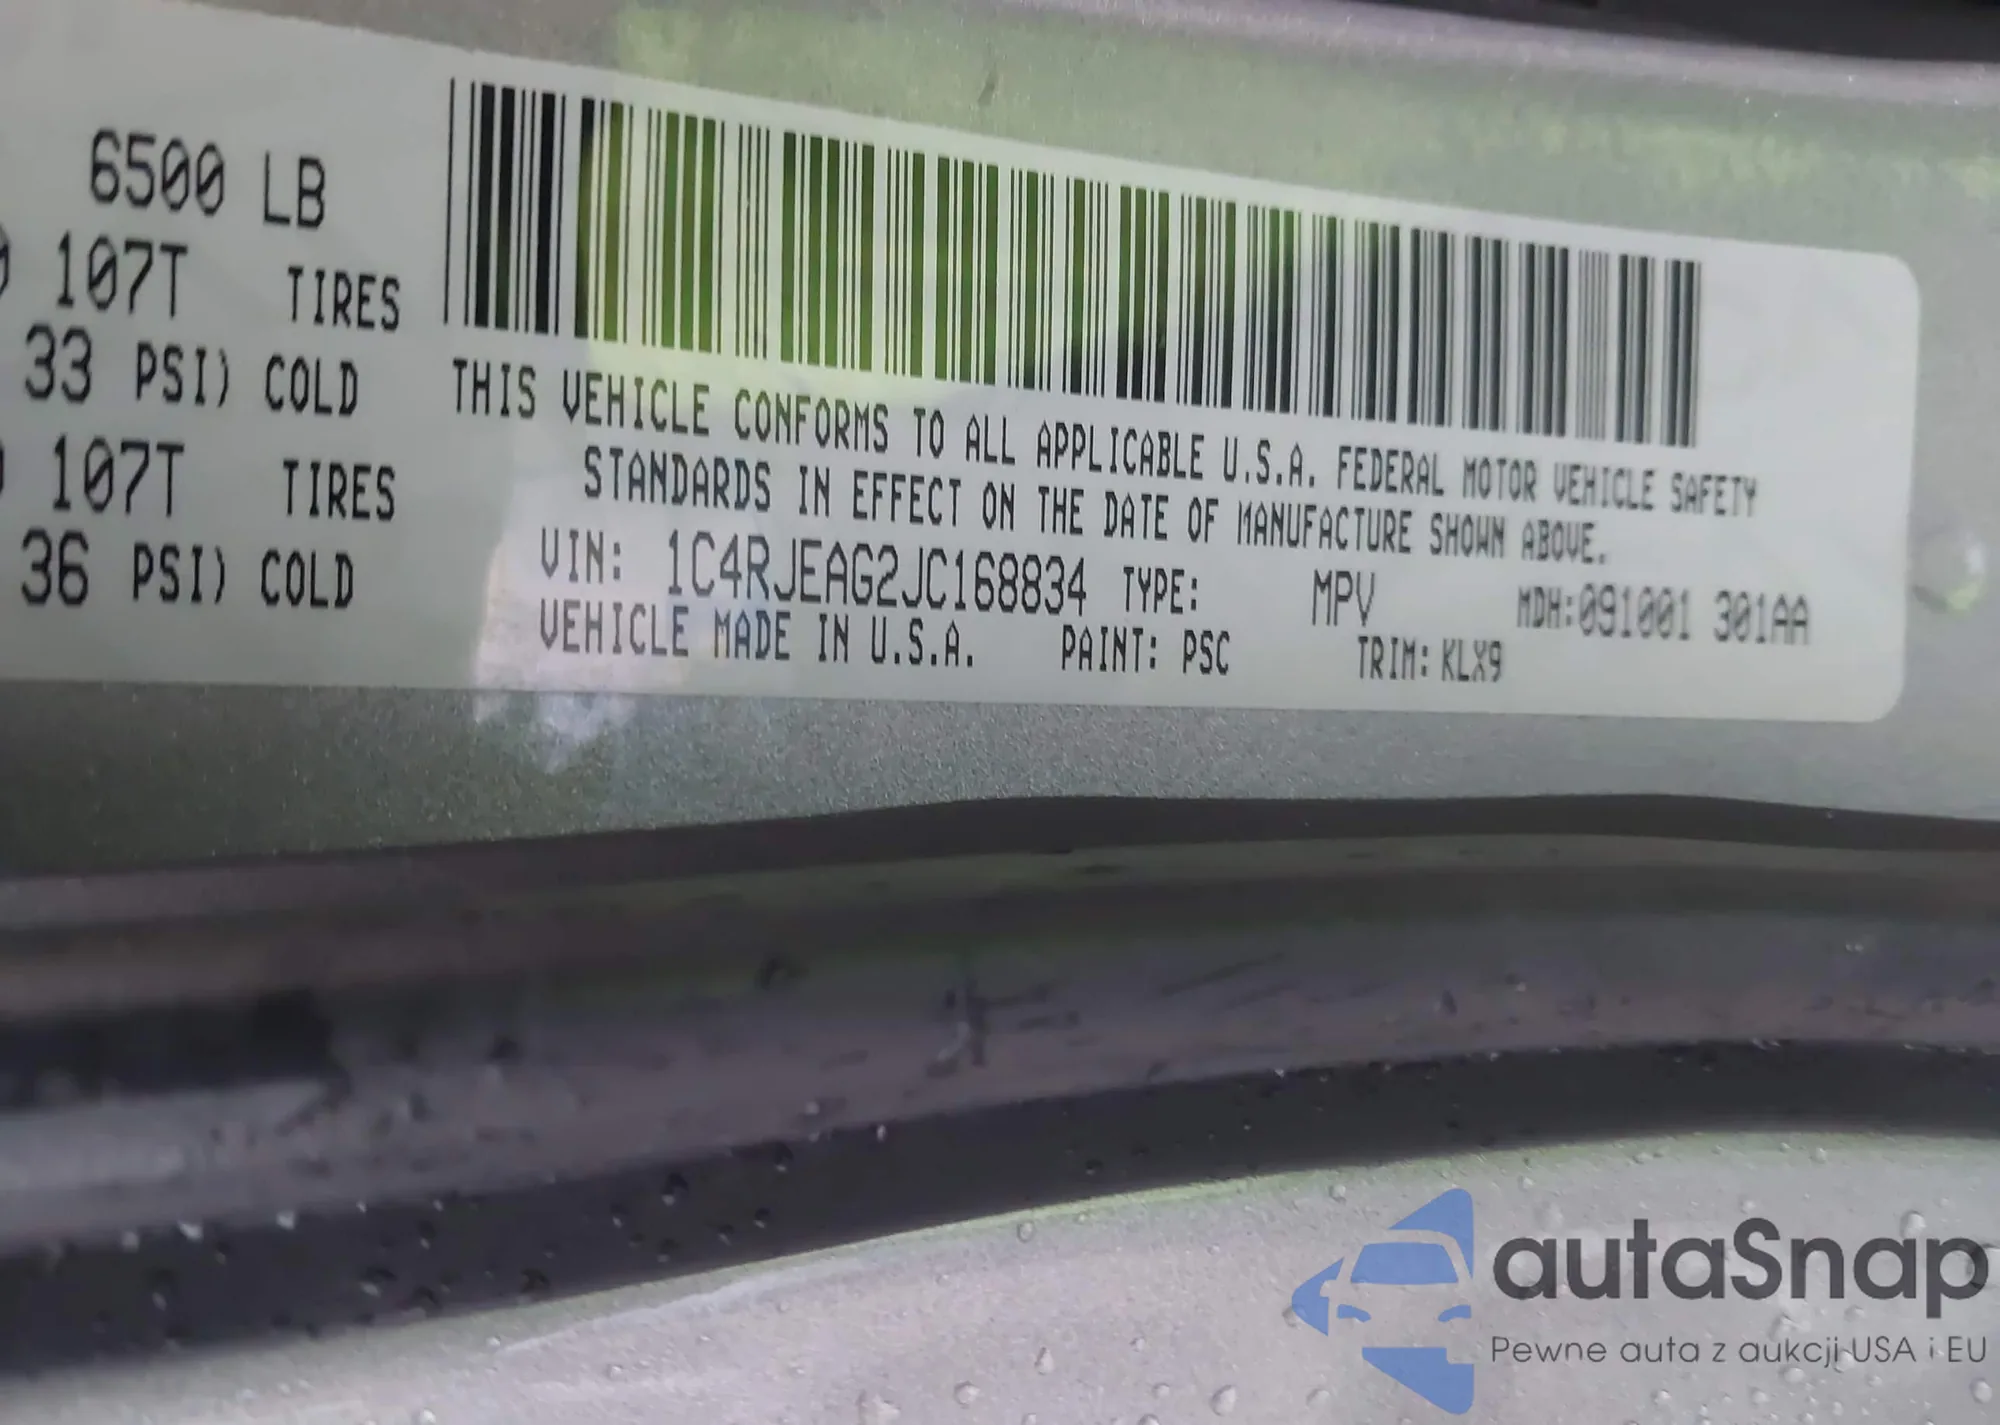 6500 LB
107T TIRES
33 PSI) COLD
107T TIRES
36 PSI) COLD
THIS VEHICLE CONFORMS TO ALL APPLICABLE U.S.A. FEDERAL MOTOR VEHICLE SAFETY
STANDARDS IN EFFECT ON THE DATE OF MANUFACTURE SHOWN ABOVE.
VIN: 1C4RJEAG2JC168834 TYPE: MPV MDH:091001 301AA
VEHICLE MADE IN U.S.A. PAINT: PSC TRIM: KLX9
autaSnap
Pewne auta z aukcji USA i EU